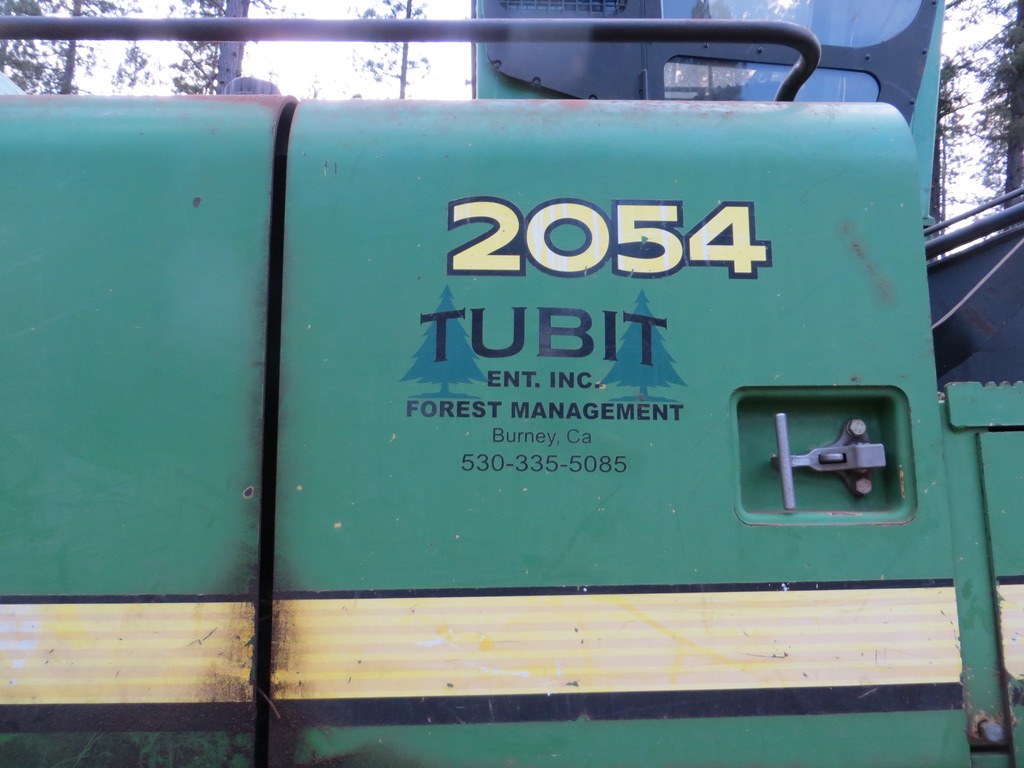 2054
TUBIT
ENT. INC.
FOREST MANAGEMENT
Burney, Ca
530-335-5085